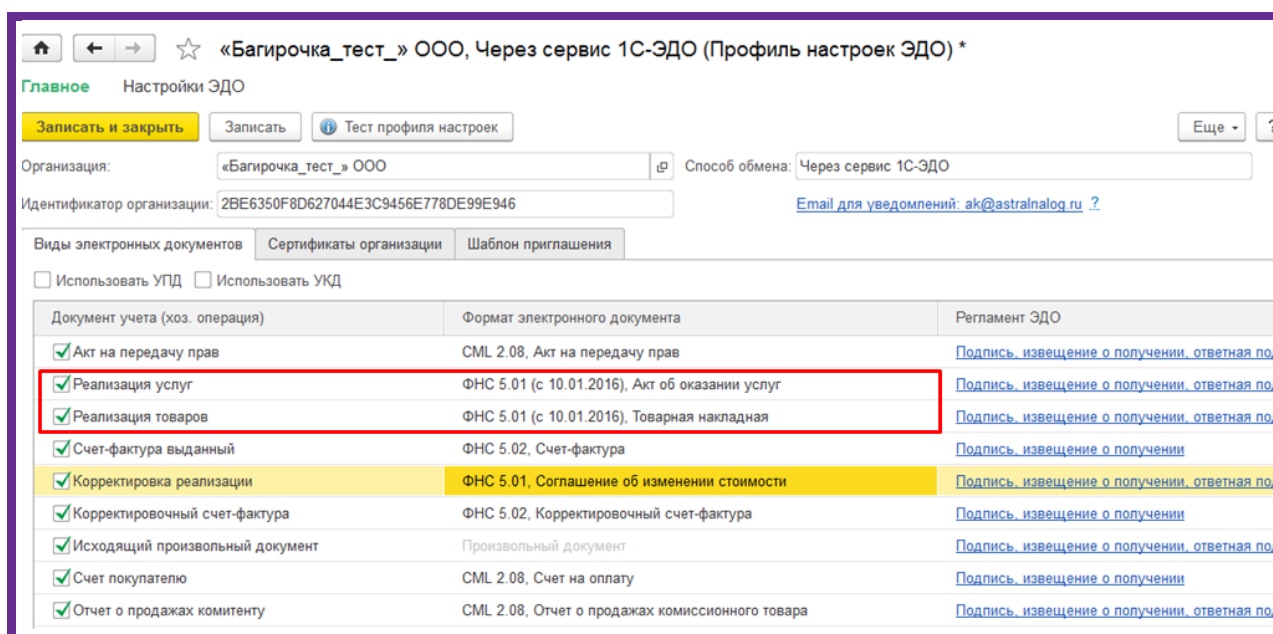 «Багирочка_тест_» ООО, Через сервис 1С-ЭДО (Профиль настроек ЭДО) *
Главное Настройки ЭДО
Записать и закрыть Записать Тест профиля настроек Еще ?
Организация: «Багирочка_тест_» ООО Способ обмена: Через сервис 1С-ЭДО
Идентификатор организации: 2BE6350F8D627044E3C9456E778DE99E946 Email для уведомлений: ak@astralnalog.ru ?
Виды электронных документов Сертификаты организации Шаблон приглашения
Использовать УПД Использовать УКД
Документ учета (хоз. операция) Формат электронного документа Регламент ЭДО
Акт на передачу прав CML 2.08, Акт на передачу прав Подпись, извещение о получении, ответная по
Реализация услуг ФНС 5.01 (с 10.01.2016), Акт об оказании услуг Подпись, извещение о получении, ответная по
Реализация товаров ФНС 5.01 (с 10.01.2016), Товарная накладная Подпись, извещение о получении, ответная по
Счет-фактура выданный ФНС 5.02, Счет-фактура Подпись, извещение о получении
Корректировка реализации ФНС 5.01, Соглашение об изменении стоимости Подпись, извещение о получении, ответная по
Корректировочный счет-фактура ФНС 5.02, Корректировочный счет-фактура Подпись, извещение о получении
Исходящий произвольный документ Произвольный документ Подпись, извещение о получении, ответная по
Счет покупателю CML 2.08, Счет на оплату Подпись, извещение о получении
Отчет о продажах комитенту CML 2.08, Отчет о продажах комиссионного товара Подпись, извещение о получении, ответная по